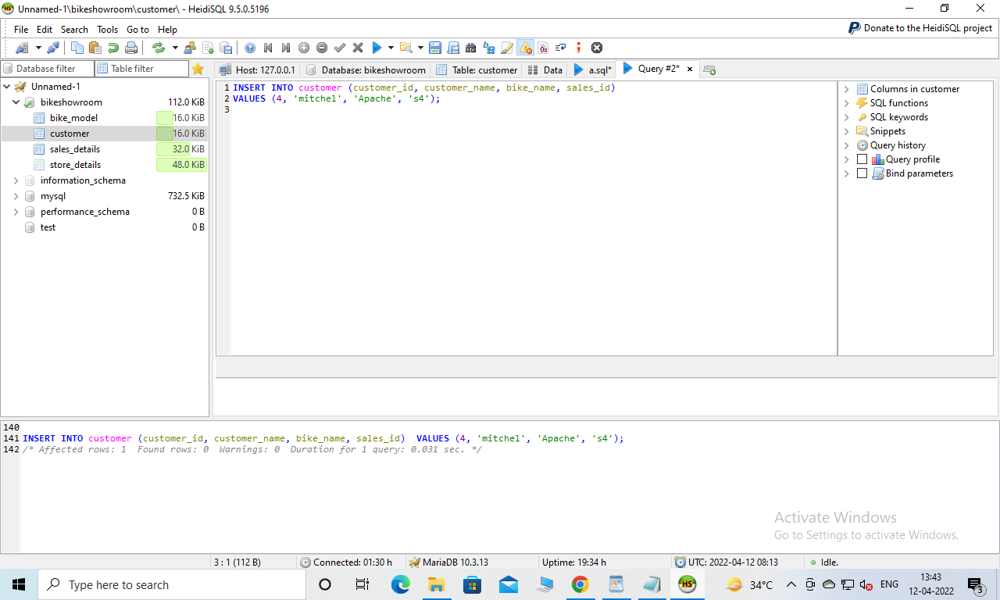 Unnamed-1\bikeshowroom\customer\ - HeidiSQL 9.5.0.5196
File Edit Search Tools Go to Help
Donate to the HeidiSQL project
Database filter Table filter
Host: 127.0.0.1 Database: bikeshowroom Table: customer Data a.sql* Query #2*
Unnamed-1
bikeshowroom 112.0 KiB
bike_model 16.0 KiB
customer 16.0 KiB
sales_details 32.0 KiB
store_details 48.0 KiB
information_schema
mysql 732.5 KiB
performance_schema 0 B
test 0 B
1 INSERT INTO customer (customer_id, customer_name, bike_name, sales_id)
2 VALUES (4, 'mitchel', 'Apache', 's4');
3
Columns in customer
SQL functions
SQL keywords
Snippets
Query history
Query profile
Bind parameters
140
141 INSERT INTO customer (customer_id, customer_name, bike_name, sales_id)  VALUES (4, 'mitchel', 'Apache', 's4');
142 /* Affected rows: 1  Found rows: 0  Warnings: 0  Duration for 1 query: 0.031 sec. */
Activate Windows
Go to Settings to activate Windows.
3 : 1 (112 B) Connected: 01:30 h MariaDB 10.3.13 Uptime: 19:34 h UTC: 2022-04-12 08:13 Idle.
Type here to search
HS
34°C
ENG
13:43
12-04-2022
3